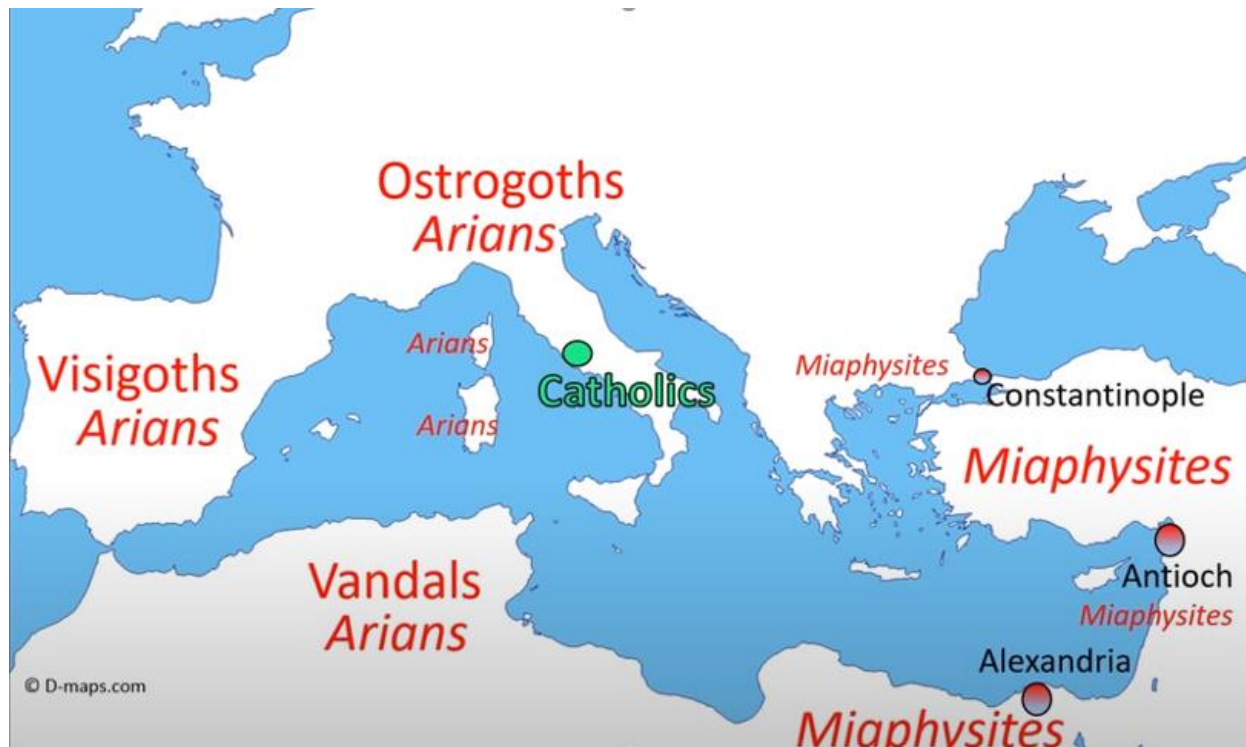 Ostrogoths
Arians
Visigoths
Arians
Arians
Arians
Catholics
Miaphysites
Constantinople
Miaphysites
Vandals
Arians
Antioch
Miaphysites
Alexandria
Miaphysites
© D-maps.com